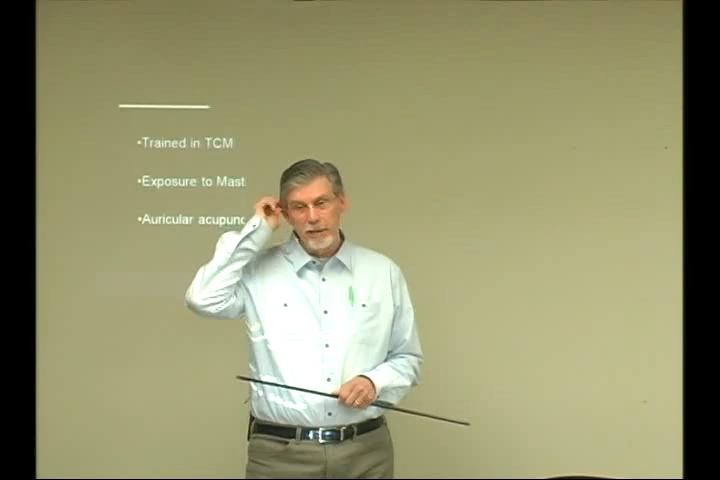 •Trained in TCM
•Exposure to Mast
•Auricular acupunc